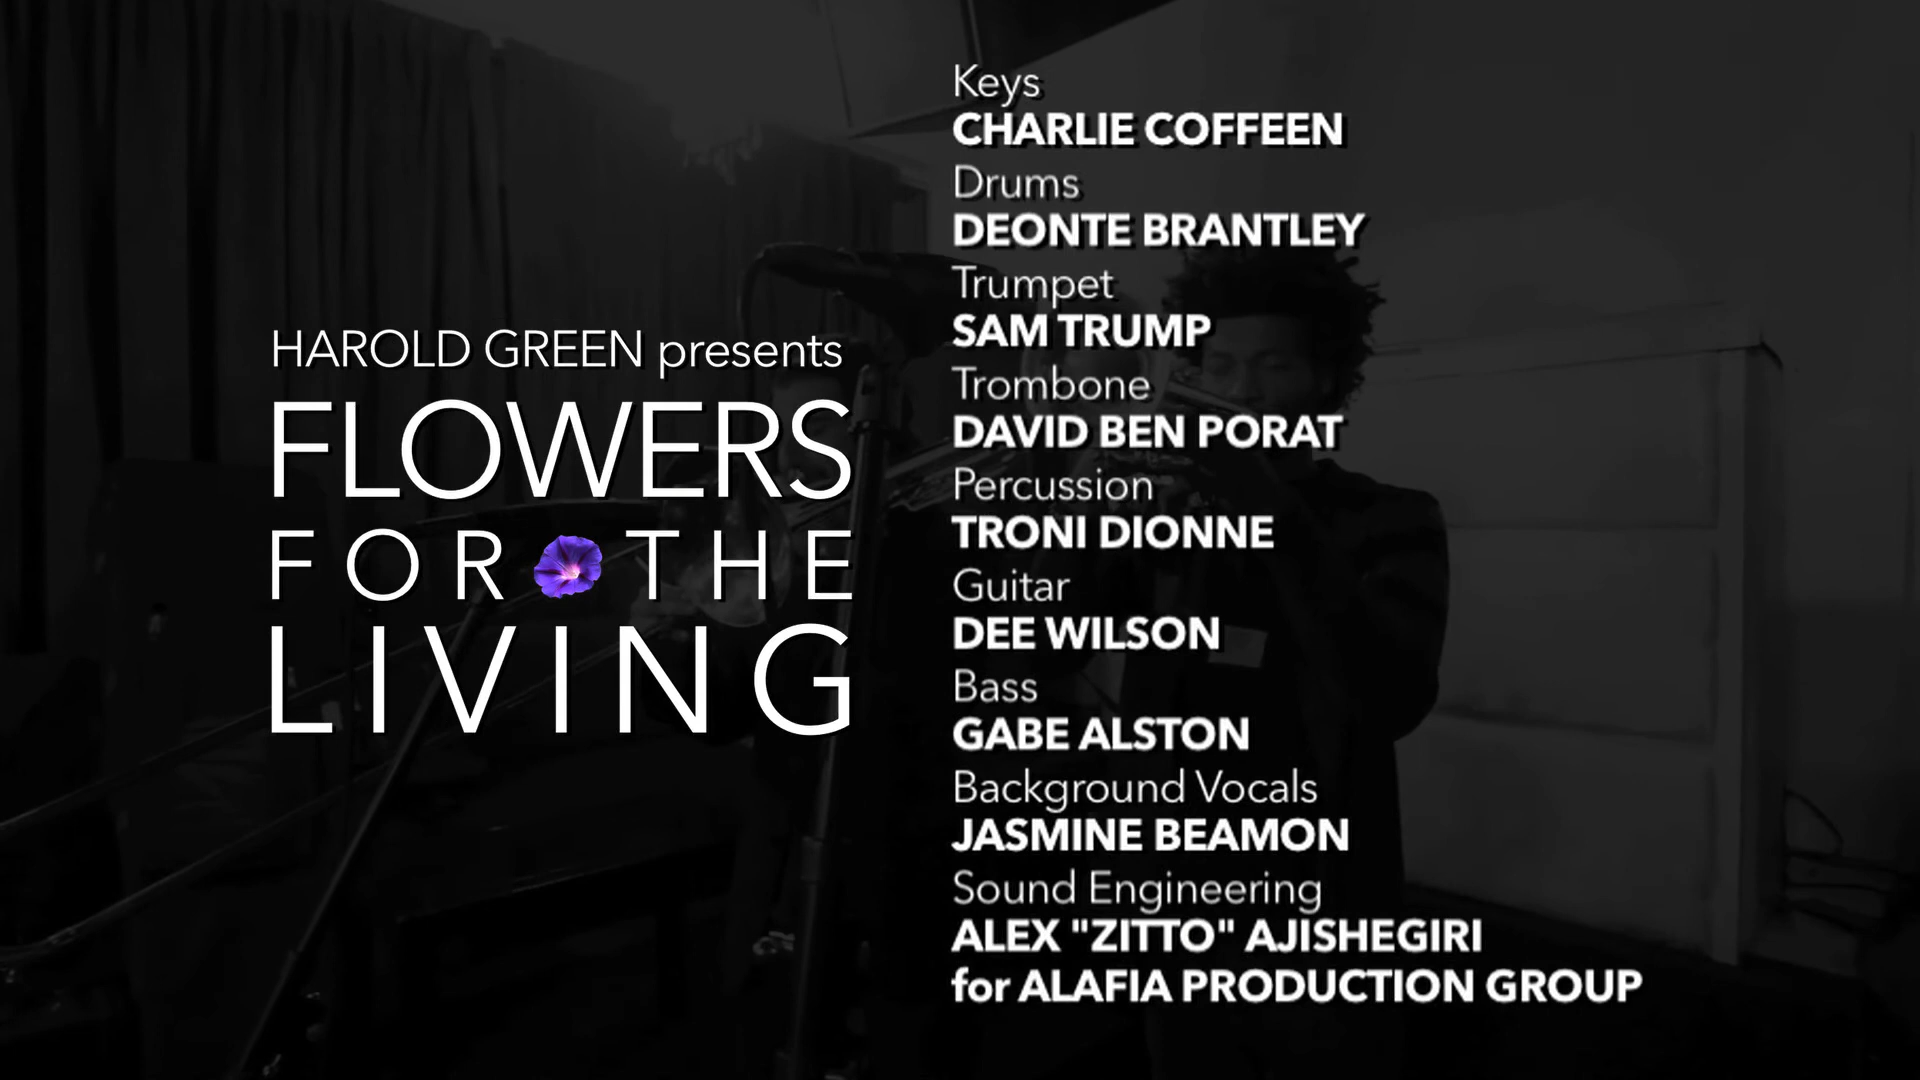 HAROLD GREEN presents
FLOWERS
FOR THE
LIVING
Keys
CHARLIE COFFEEN
Drums
DEONTE BRANTLEY
Trumpet
SAM TRUMP
Trombone
DAVID BEN PORAT
Percussion
TRONI DIONNE
Guitar
DEE WILSON
Bass
GABE ALSTON
Background Vocals
JASMINE BEAMON
Sound Engineering
ALEX "ZITTO" AJISHEGIRI
for ALAFIA PRODUCTION GROUP